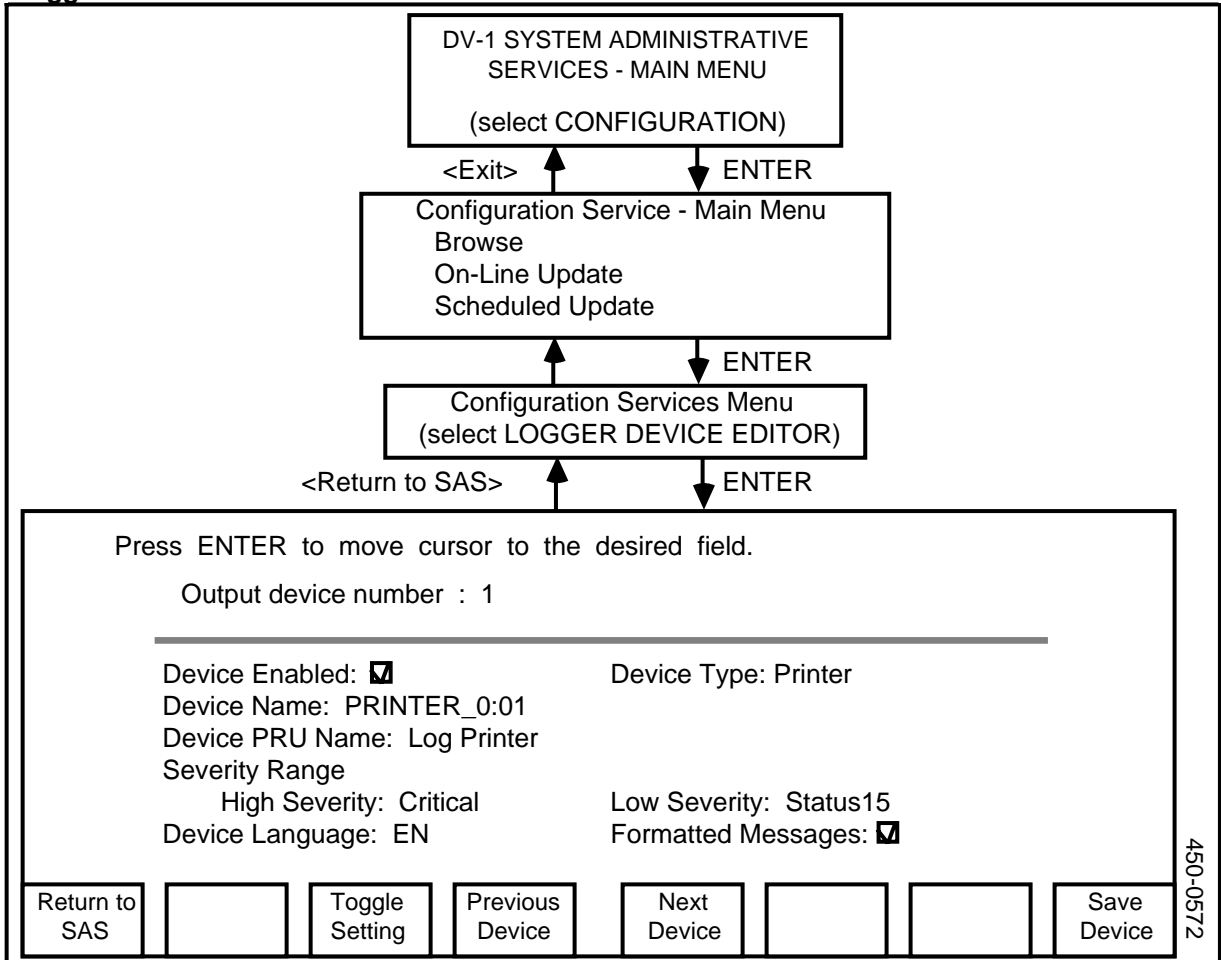 DV-1 SYSTEM ADMINISTRATIVE
SERVICES - MAIN MENU
(select CONFIGURATION)
<Exit> ENTER
Configuration Service - Main Menu
Browse
On-Line Update
Scheduled Update
ENTER
Configuration Services Menu
(select LOGGER DEVICE EDITOR)
<Return to SAS> ENTER
Press ENTER to move cursor to the desired field.
Output device number : 1
Device Enabled: Device Type: Printer
Device Name: PRINTER_0:01
Device PRU Name: Log Printer
Severity Range
High Severity: Critical Low Severity: Status15
Device Language: EN Formatted Messages:
Return to SAS
Toggle Setting
Previous Device
Next Device
Save Device
450-0572